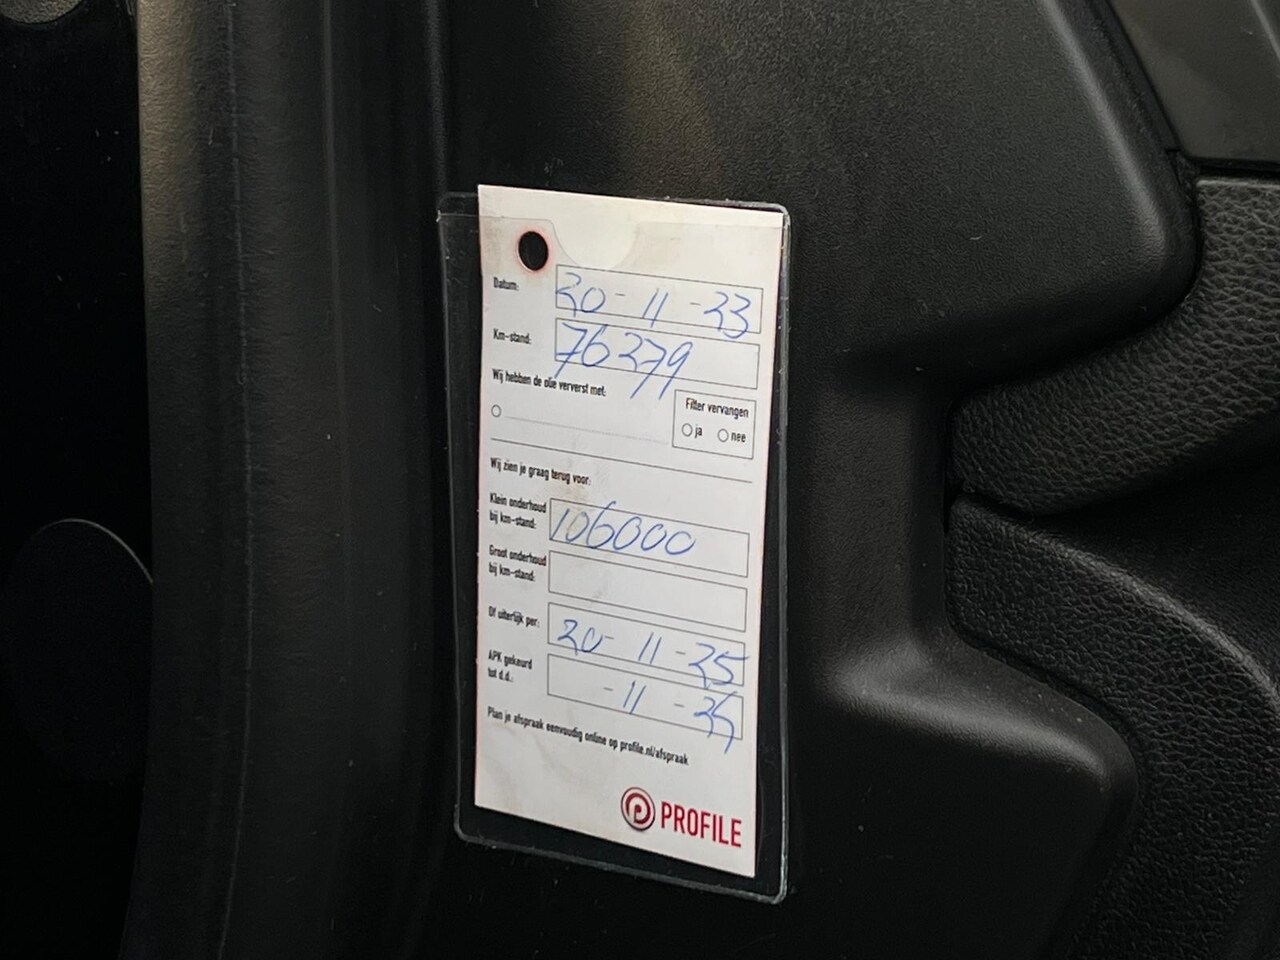 Datum: 20-11-23
Km-stand: 76279
Wij hebben de olie ververst met:
Filter vervangen
ja nee
Wij zien je graag terug voor:
Klein onderhoud
bij km-stand: 106000
Groot onderhoud
bij km-stand:
Of uiterlijk per: 20-11-25
APK gekeurd
tot d.d.: -11 -24
Plan je afspraak eenvoudig online op profile.nl/afspraak
PROFILE